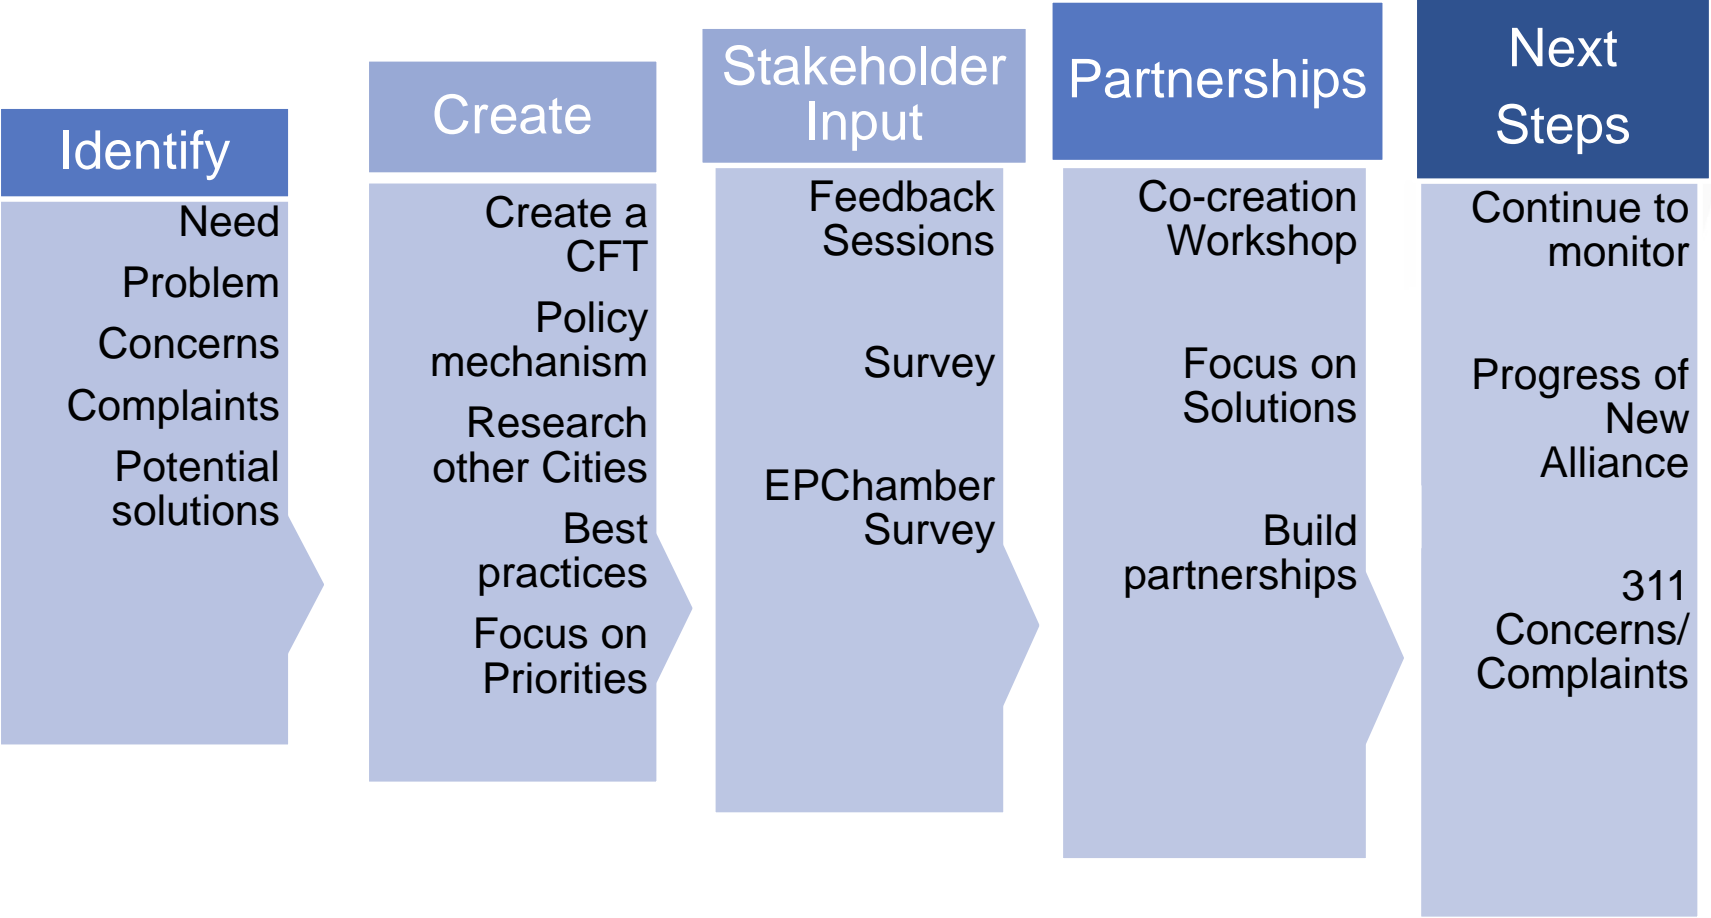 Identify
Need
Problem
Concerns
Complaints
Potential
solutions
Create
Create a
CFT
Policy
mechanism
Research
other Cities
Best
practices
Focus on
Priorities
Stakeholder
Input
Feedback
Sessions
Survey
EPChamber
Survey
Partnerships
Co-creation
Workshop
Focus on
Solutions
Build
partnerships
Next
Steps
Continue to
monitor
Progress of
New
Alliance
311
Concerns/
Complaints